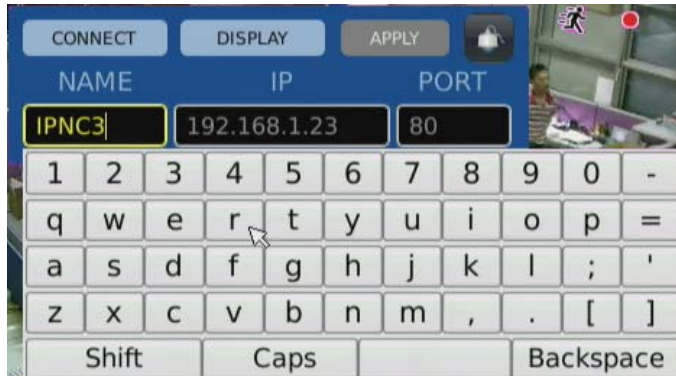 CONNECT DISPLAY APPLY
NAME IP PORT
IPNC3 192.168.1.23 80
1 2 3 4 5 6 7 8 9 0 -
q w e r t y u i o p =
a s d f g h j k l ; '
z x c v b n m , . [ ]
Shift Caps Backspace